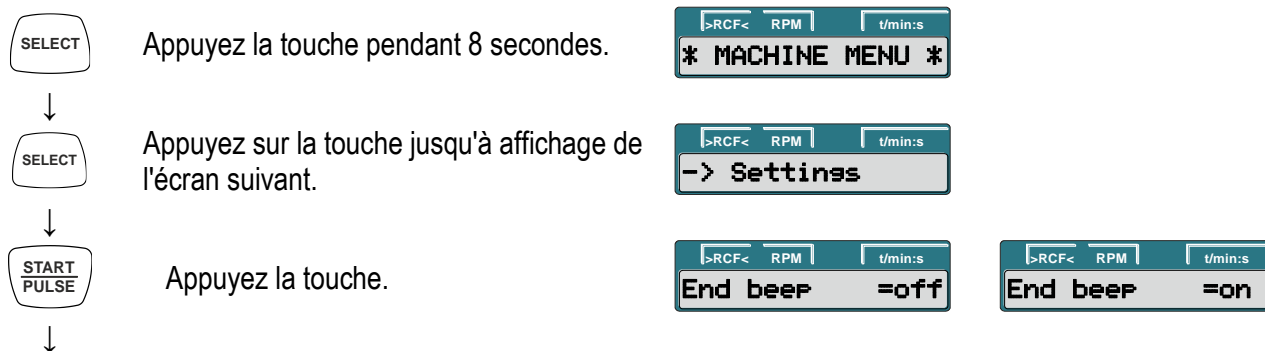 SELECT
Appuyez la touche pendant 8 secondes.
>RCF< RPM t/min:s
* MACHINE MENU *
↓
SELECT
Appuyez sur la touche jusqu'à affichage de
l'écran suivant.
>RCF< RPM t/min:s
-> Settings
↓
START
PULSE
Appuyez la touche.
>RCF< RPM t/min:s
End beep =off
>RCF< RPM t/min:s
End beep =on
↓